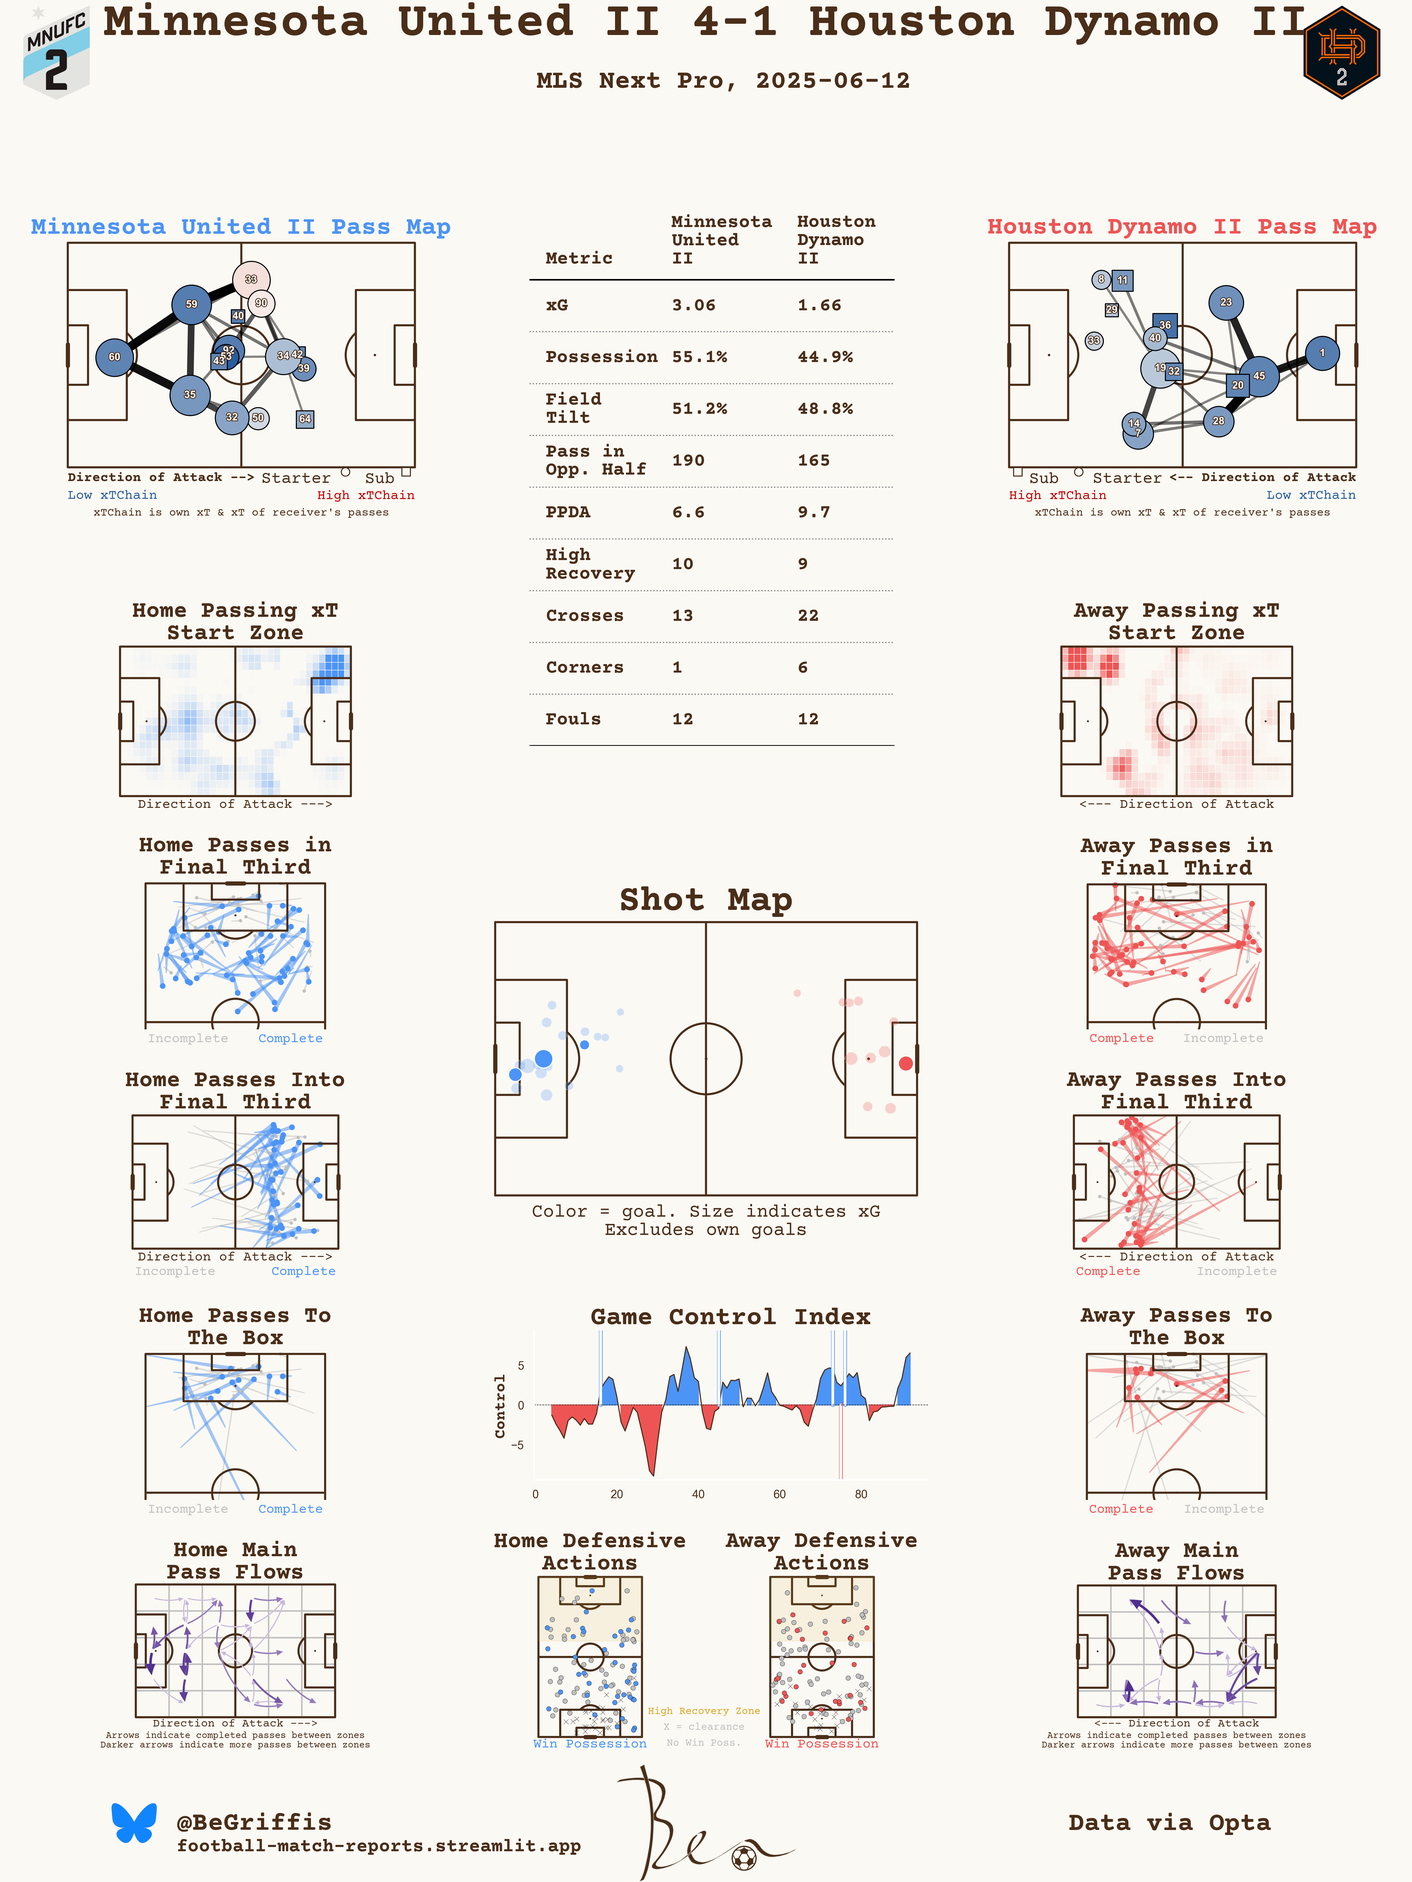 Minnesota United II 4-1 Houston Dynamo II
MNUFC
2
2
MLS Next Pro, 2025-06-12
Minnesota United II Pass Map
33
59
90
40
60
92
53
43
34
42
39
35
32
50
64
Direction of Attack --> Starter Sub
Low xTChain High xTChain
xTChain is own xT & xT of receiver's passes
Metric Minnesota United II Houston Dynamo II
xG 3.06 1.66
Possession 55.1% 44.9%
Field Tilt 51.2% 48.8%
Pass in Opp. Half 190 165
PPDA 6.6 9.7
High Recovery 10 9
Crosses 13 22
Corners 1 6
Fouls 12 12
Houston Dynamo II Pass Map
8
11
29
23
36
40
33
1
19
32
45
20
14
7
28
Sub Starter <-- Direction of Attack
High xTChain Low xTChain
xTChain is own xT & xT of receiver's passes
Home Passing xT
Start Zone
Direction of Attack --->
Away Passing xT
Start Zone
<--- Direction of Attack
Home Passes in
Final Third
Incomplete Complete
Shot Map
Color = goal. Size indicates xG
Excludes own goals
Away Passes in
Final Third
Complete Incomplete
Home Passes Into
Final Third
Direction of Attack --->
Incomplete Complete
Away Passes Into
Final Third
<--- Direction of Attack
Complete Incomplete
Home Passes To
The Box
Incomplete Complete
Game Control Index
Control
5
0
−5
0 20 40 60 80
Away Passes To
The Box
Complete Incomplete
Home Main
Pass Flows
Direction of Attack --->
Arrows indicate completed passes between zones
Darker arrows indicate more passes between zones
Home Defensive
Actions
Win Possession
Away Defensive
Actions
Win Possession
High Recovery Zone
X = clearance
No Win Poss.
Away Main
Pass Flows
<--- Direction of Attack
Arrows indicate completed passes between zones
Darker arrows indicate more passes between zones
@BeGriffis
football-match-reports.streamlit.app
Ben
Data via Opta